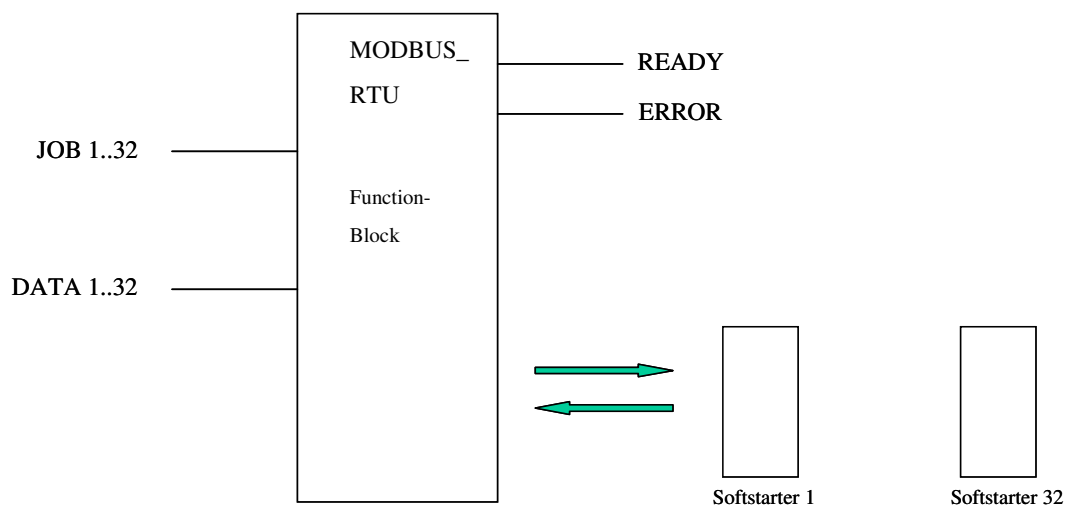 MODBUS_
RTU
READY
ERROR
JOB 1..32
Function-
Block
DATA 1..32
Softstarter 1
Softstarter 32